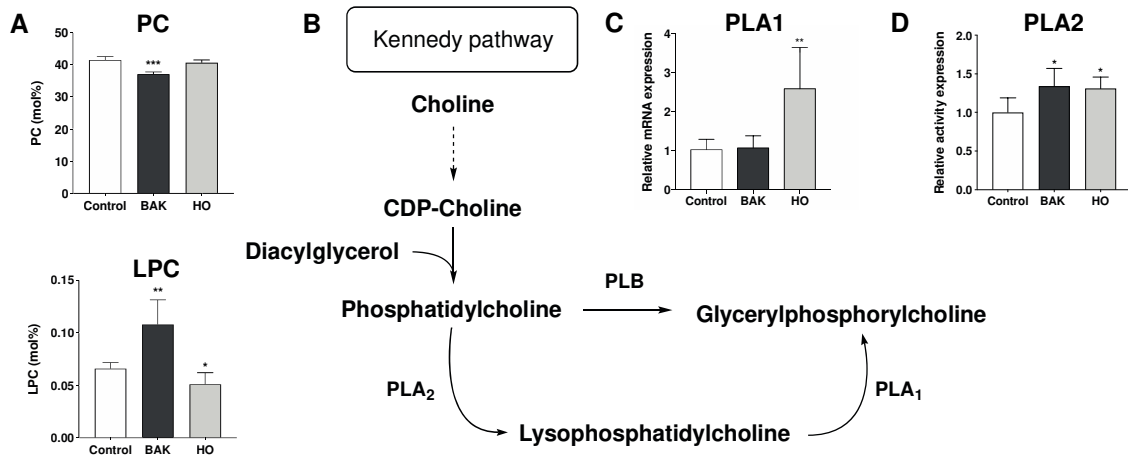 A
PC
PC (mol%)
50
40
30
20
10
0
***
Control BAK HO
LPC
LPC (mol%)
0.15
0.10
0.05
0.00
**
*
Control BAK HO
B
Kennedy pathway
Choline
CDP-Choline
Diacylglycerol
Phosphatidylcholine
PLB
Glycerylphosphorylcholine
PLA2
PLA1
Lysophosphatidylcholine
C
PLA1
Relative mRNA expression
4
3
2
1
0
**
Control BAK HO
D
PLA2
Relative activity expression
2.0
1.5
1.0
0.5
0.0
* *
Control BAK HO